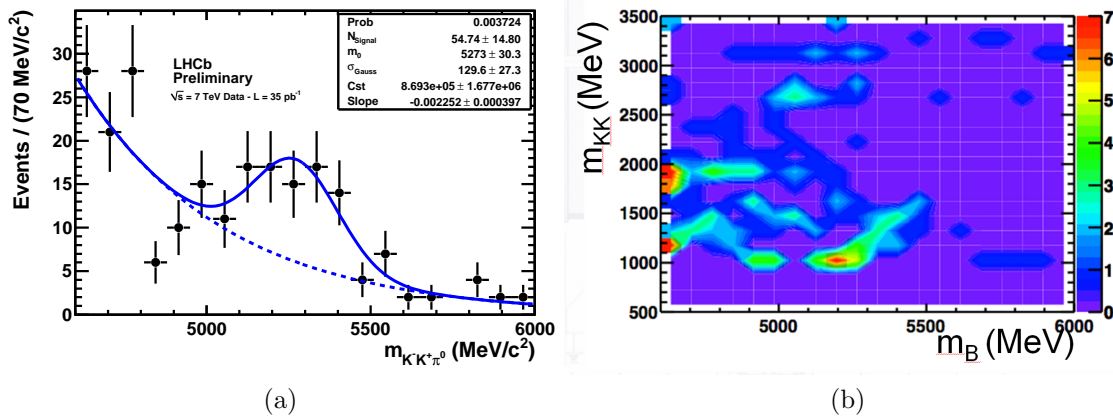 Events / (70 MeV/c²)
30
25
20
15
10
5
0
LHCb
Preliminary
√s = 7 TeV Data - L = 35 pb⁻¹
Prob 0.003724
N_Signal 54.74 ± 14.80
m₀ 5273 ± 30.3
σ_Gauss 129.6 ± 27.3
Cst 8.693e+05 ± 1.677e+06
Slope -0.002252 ± 0.000397
5000 5500 6000
m_K⁻K⁺π⁰ (MeV/c²)
(a)
m_KK (MeV)
3500
3000
2500
2000
1500
1000
500
5000 5500 6000
m_B (MeV)
7
6
5
4
3
2
1
0
(b)